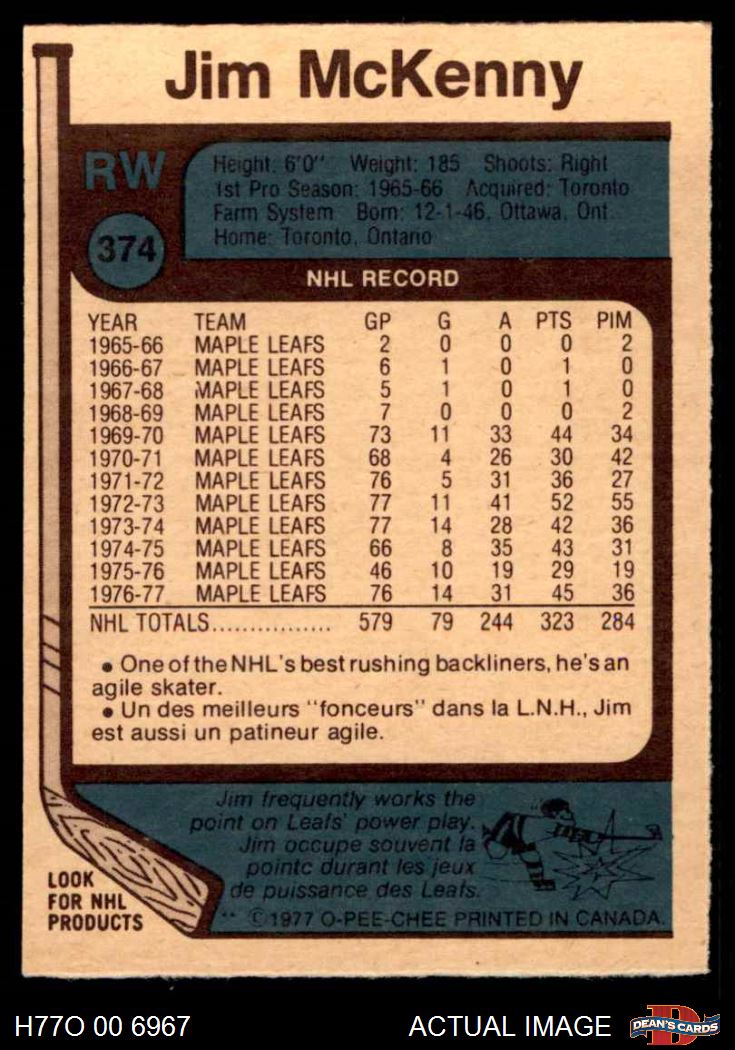 Jim McKenny
RW
374
Height: 6'0" Weight: 185 Shoots: Right
1st Pro Season: 1965-66 Acquired: Toronto
Farm System Born: 12-1-46, Ottawa, Ont.
Home: Toronto, Ontario
NHL RECORD
YEAR TEAM GP G A PTS PIM
1965-66 MAPLE LEAFS 2 0 0 0 2
1966-67 MAPLE LEAFS 6 1 0 1 0
1967-68 MAPLE LEAFS 5 1 0 1 0
1968-69 MAPLE LEAFS 7 0 0 0 2
1969-70 MAPLE LEAFS 73 11 33 44 34
1970-71 MAPLE LEAFS 68 4 26 30 42
1971-72 MAPLE LEAFS 76 5 31 36 27
1972-73 MAPLE LEAFS 77 11 41 52 55
1973-74 MAPLE LEAFS 77 14 28 42 36
1974-75 MAPLE LEAFS 66 8 35 43 31
1975-76 MAPLE LEAFS 46 10 19 29 19
1976-77 MAPLE LEAFS 76 14 31 45 36
NHL TOTALS................ 579 79 244 323 284
• One of the NHL's best rushing backliners, he's an
agile skater.
• Un des meilleurs "fonceurs" dans la L.N.H., Jim
est aussi un patineur agile.
Jim frequently works the
point on Leafs' power play.
Jim occupe souvent la
pointe durant les jeux
de puissance des Leafs.
LOOK
FOR NHL
PRODUCTS
** ©1977 O-PEE-CHEE PRINTED IN CANADA.
H77O 00 6967
ACTUAL IMAGE
D
DEAN'S CARDS